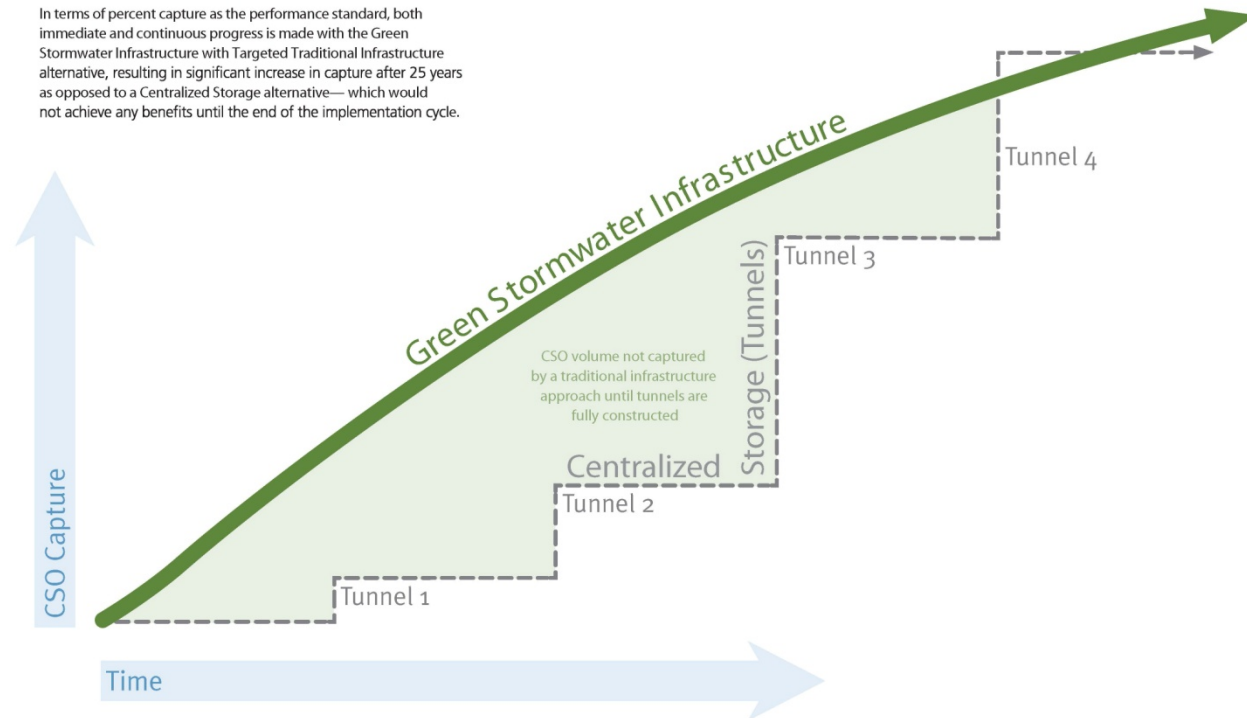 In terms of percent capture as the performance standard, both
immediate and continuous progress is made with the Green
Stormwater Infrastructure with Targeted Traditional Infrastructure
alternative, resulting in significant increase in capture after 25 years
as opposed to a Centralized Storage alternative— which would
not achieve any benefits until the end of the implementation cycle.
Green Stormwater Infrastructure
Tunnel 4
Tunnel 3
Storage (Tunnels)
CSO volume not captured
by a traditional infrastructure
approach until tunnels are
fully constructed
Centralized
Tunnel 2
Tunnel 1
CSO Capture
Time